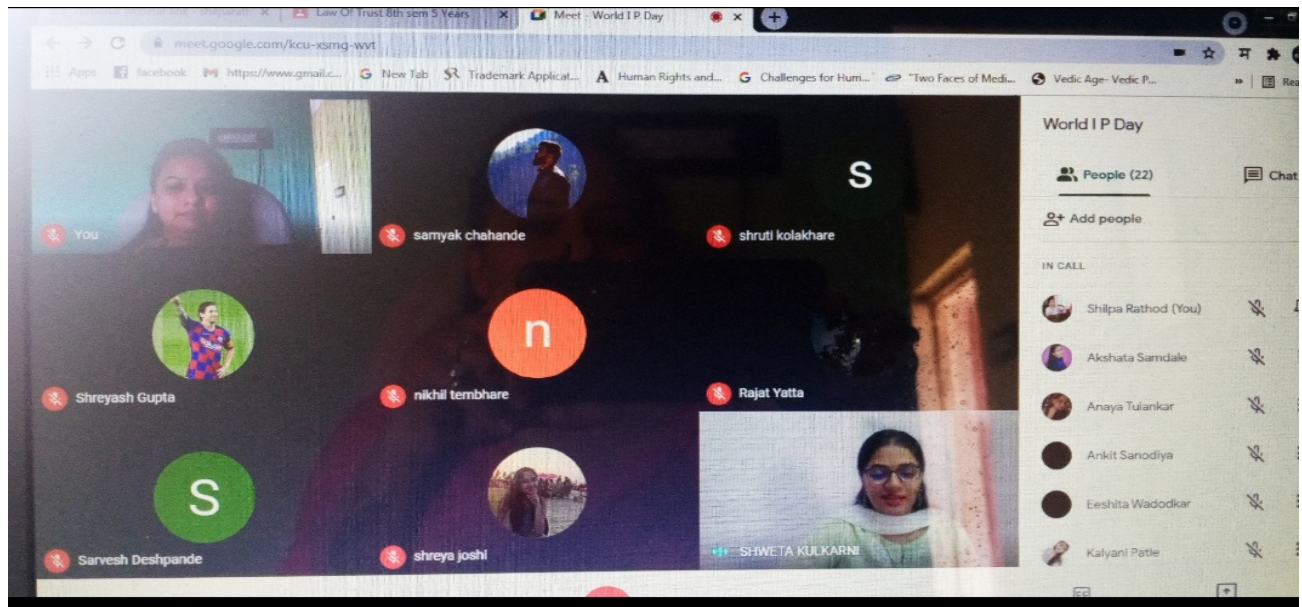 Law Of Trust 8th sem 5 Years
Meet - World I P Day
meet.google.com/kcu-xsmq-wvt
Apps facebook https://www.gmail.c... New Tab Trademark Applicat... Human Rights and... Challenges for Hum... "Two Faces of Medi... Vedic Age- Vedic P... » Rea
World I P Day
People (22) Chat
Add people
IN CALL
Shilpa Rathod (You)
Akshata Samdale
Anaya Tulankar
Ankit Sanodiya
Eeshita Wadodkar
Kalyani Patle
You
samyak chahande
S
shruti kolakhare
Shreyash Gupta
n
nikhil tembhare
Rajat Yatta
S
Sarvesh Deshpande
shreya joshi
SHWETA KULKARNI
CC